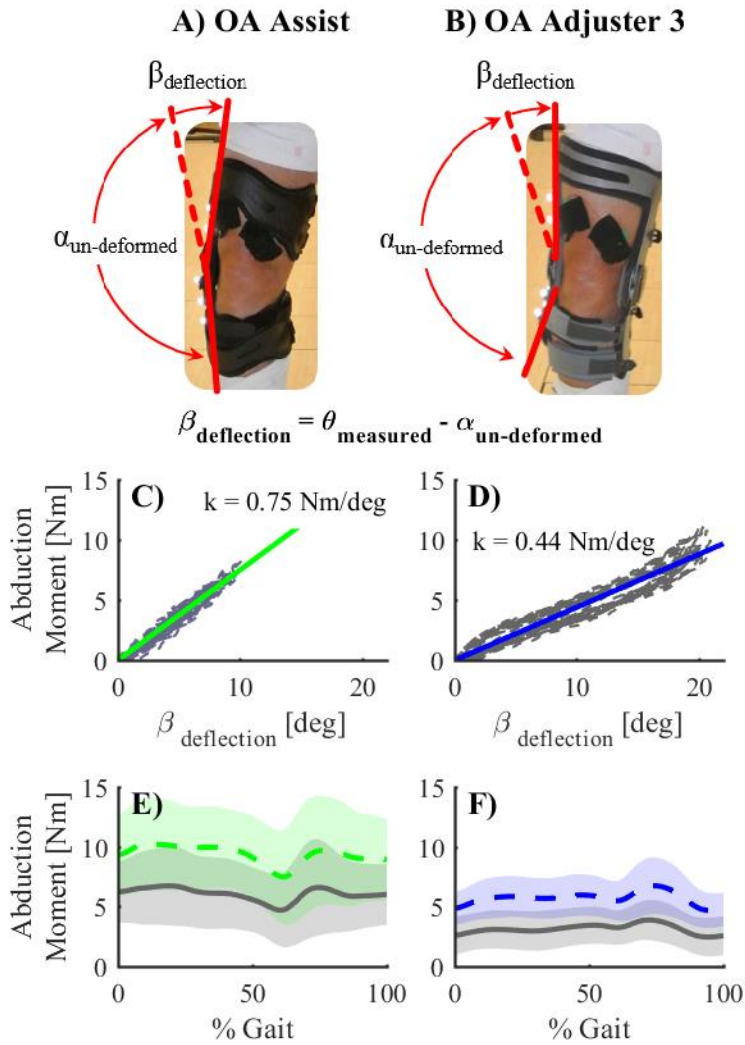 A) OA Assist
B) OA Adjuster 3
βdeflection
βdeflection
αun-deformed
αun-deformed
βdeflection = θmeasured - αun-deformed
C)
k = 0.75 Nm/deg
Abduction
Moment [Nm]
15
10
5
0
0
10
20
β deflection [deg]
D)
k = 0.44 Nm/deg
15
10
5
0
0
10
20
β deflection [deg]
E)
Abduction
Moment [Nm]
15
10
5
0
0
50
100
% Gait
F)
15
10
5
0
0
50
100
% Gait